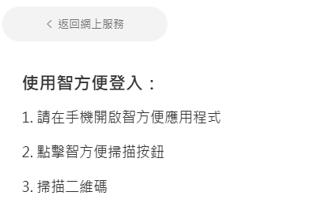 < 返回網上服務
使用智方便登入：
1. 請在手機開啟智方便應用程式
2. 點擊智方便掃描按鈕
3. 掃描二維碼